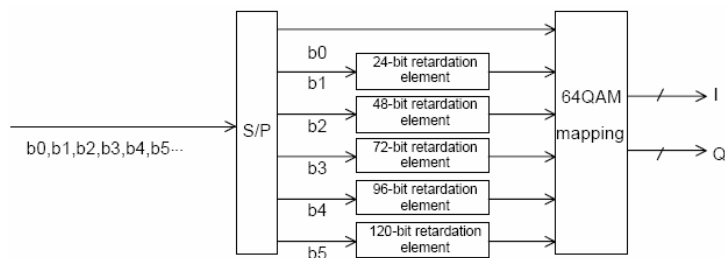 b0,b1,b2,b3,b4,b5···
S/P
b0
b1
24-bit retardation
element
b2
48-bit retardation
element
b3
72-bit retardation
element
b4
96-bit retardation
element
b5
120-bit retardation
element
64QAM
mapping
I
Q